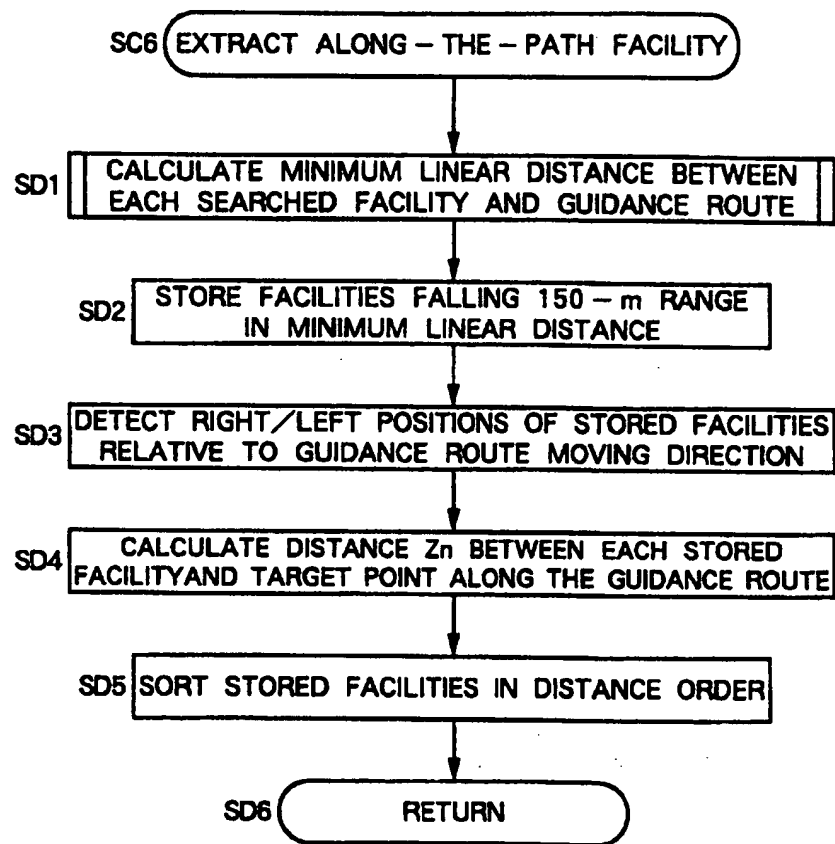 SC6 EXTRACT ALONG-THE-PATH FACILITY
SD1 CALCULATE MINIMUM LINEAR DISTANCE BETWEEN
EACH SEARCHED FACILITY AND GUIDANCE ROUTE
SD2 STORE FACILITIES FALLING 150-m RANGE
IN MINIMUM LINEAR DISTANCE
SD3 DETECT RIGHT/LEFT POSITIONS OF STORED FACILITIES
RELATIVE TO GUIDANCE ROUTE MOVING DIRECTION
SD4 CALCULATE DISTANCE Zn BETWEEN EACH STORED
FACILITYAND TARGET POINT ALONG THE GUIDANCE ROUTE
SD5 SORT STORED FACILITIES IN DISTANCE ORDER
SD6 RETURN